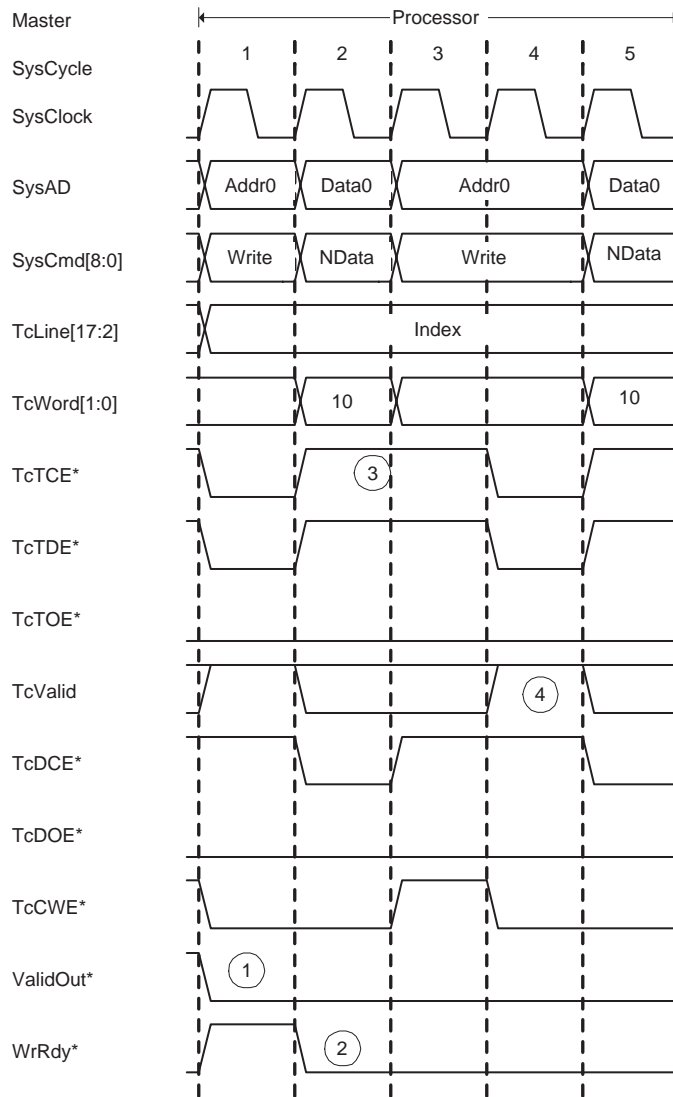 Master Processor
SysCycle 1 2 3 4 5
SysClock
SysAD Addr0 Data0 Addr0 Data0
SysCmd[8:0] Write NData Write NData
TcLine[17:2] Index
TcWord[1:0] 10 10
TcTCE* 3
TcTDE*
TcTOE*
TcValid 4
TcDCE*
TcDOE*
TcCWE*
ValidOut* 1
WrRdy* 2